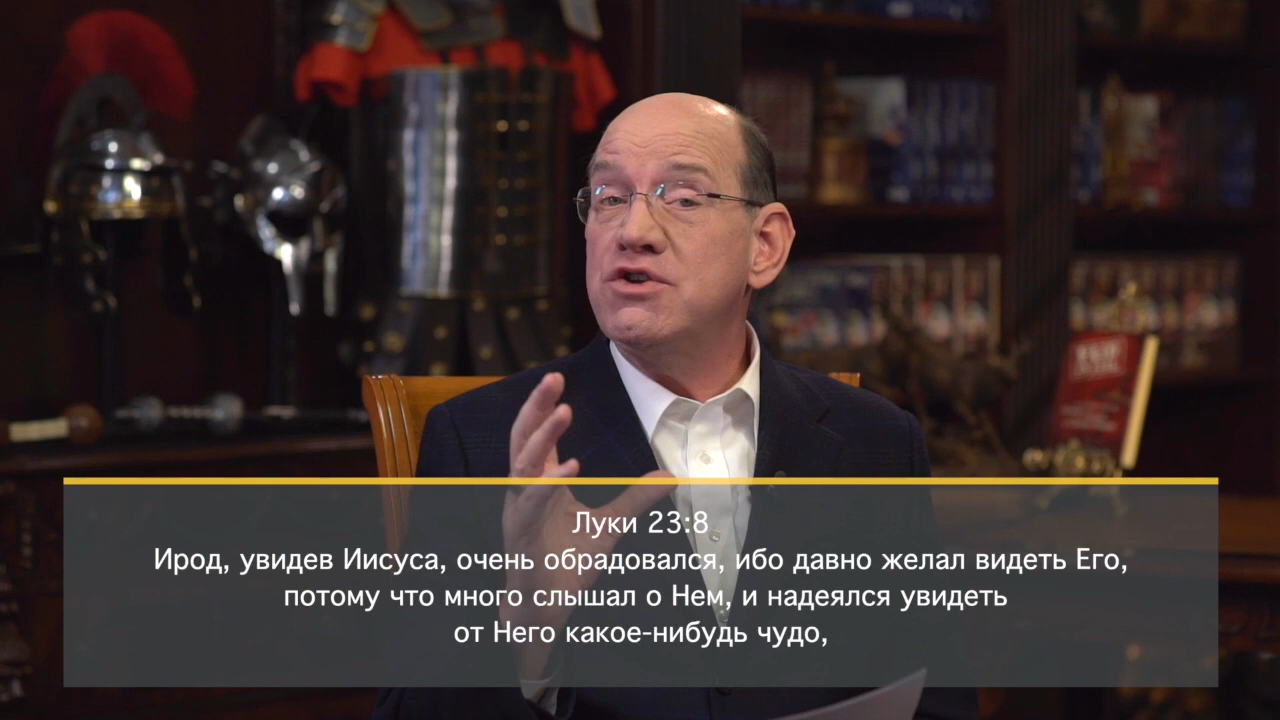 Луки 23:8
Ирод, увидев Иисуса, очень обрадовался, ибо давно желал видеть Его,
потому что много слышал о Нем, и надеялся увидеть
от Него какое-нибудь чудо,